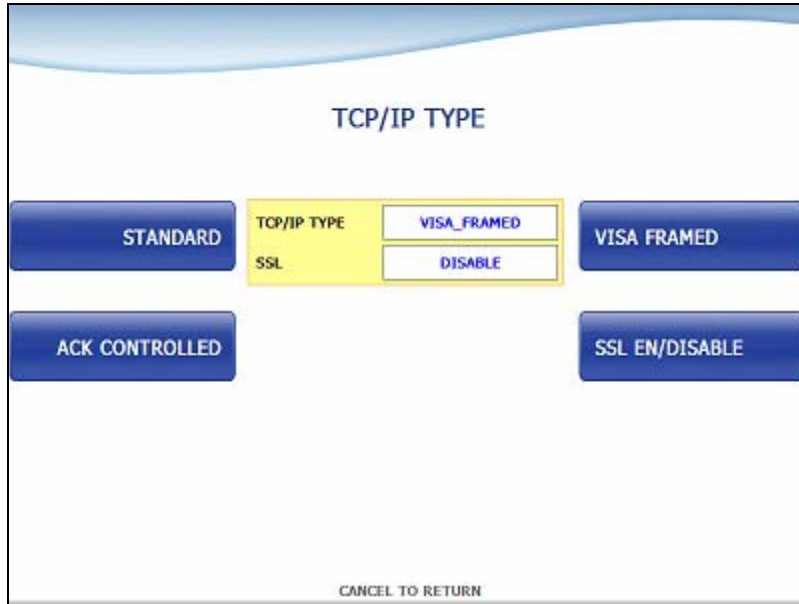 TCP/IP TYPE
STANDARD
TCP/IP TYPE VISA_FRAMED
SSL DISABLE
VISA FRAMED
ACK CONTROLLED
SSL EN/DISABLE
CANCEL TO RETURN